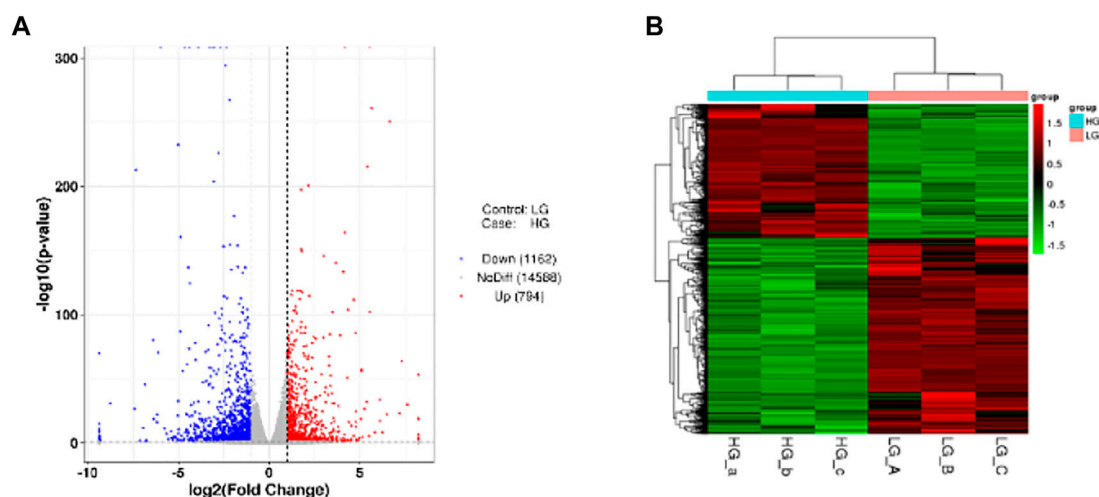 A
300
200
100
0
-10
-5
0
5
-log10(p-value)
log2(Fold Change)
Control: LG
Case: HG
Down (1162)
NoDiff (14588)
Up (794)
B
group
1.5
1
0.5
0
-0.5
-1
-1.5
group
HG
LG
HG_a
HG_b
HG_c
LG_A
LG_B
LG_C